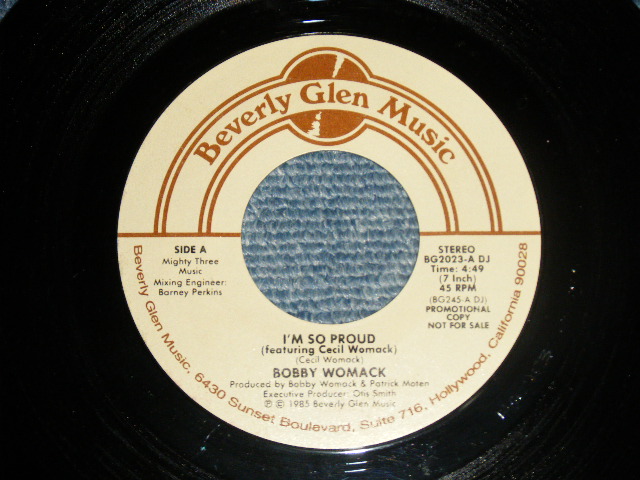 Beverly Glen Music
SIDE A
Mighty Three
Music
Mixing Engineer:
Barney Perkins
STEREO
BG2023-A DJ
Time: 4:49
(7 Inch)
45 RPM
(BG245-A DJ)
PROMOTIONAL
COPY
NOT FOR SALE
I'M SO PROUD
(featuring Cecil Womack)
(Cecil Womack)
BOBBY WOMACK
Produced by Bobby Womack & Patrick Moten
Executive Producer: Otis Smith
℗ © 1985 Beverly Glen Music
Beverly Glen Music, 6430 Sunset Boulevard, Suite 716, Hollywood, California 90028